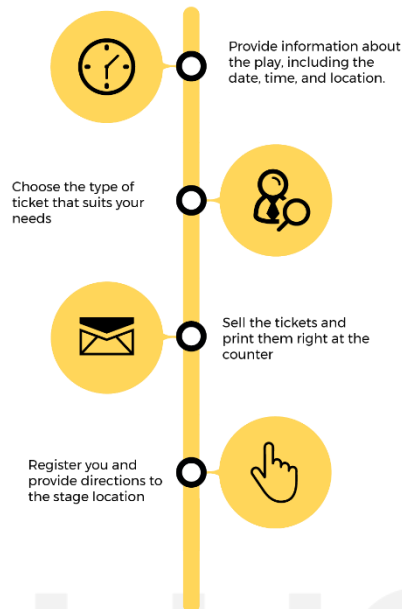 Provide information about
the play, including the
date, time, and location.
Choose the type of
ticket that suits your
needs
Sell the tickets and
print them right at the
counter
Register you and
provide directions to
the stage location